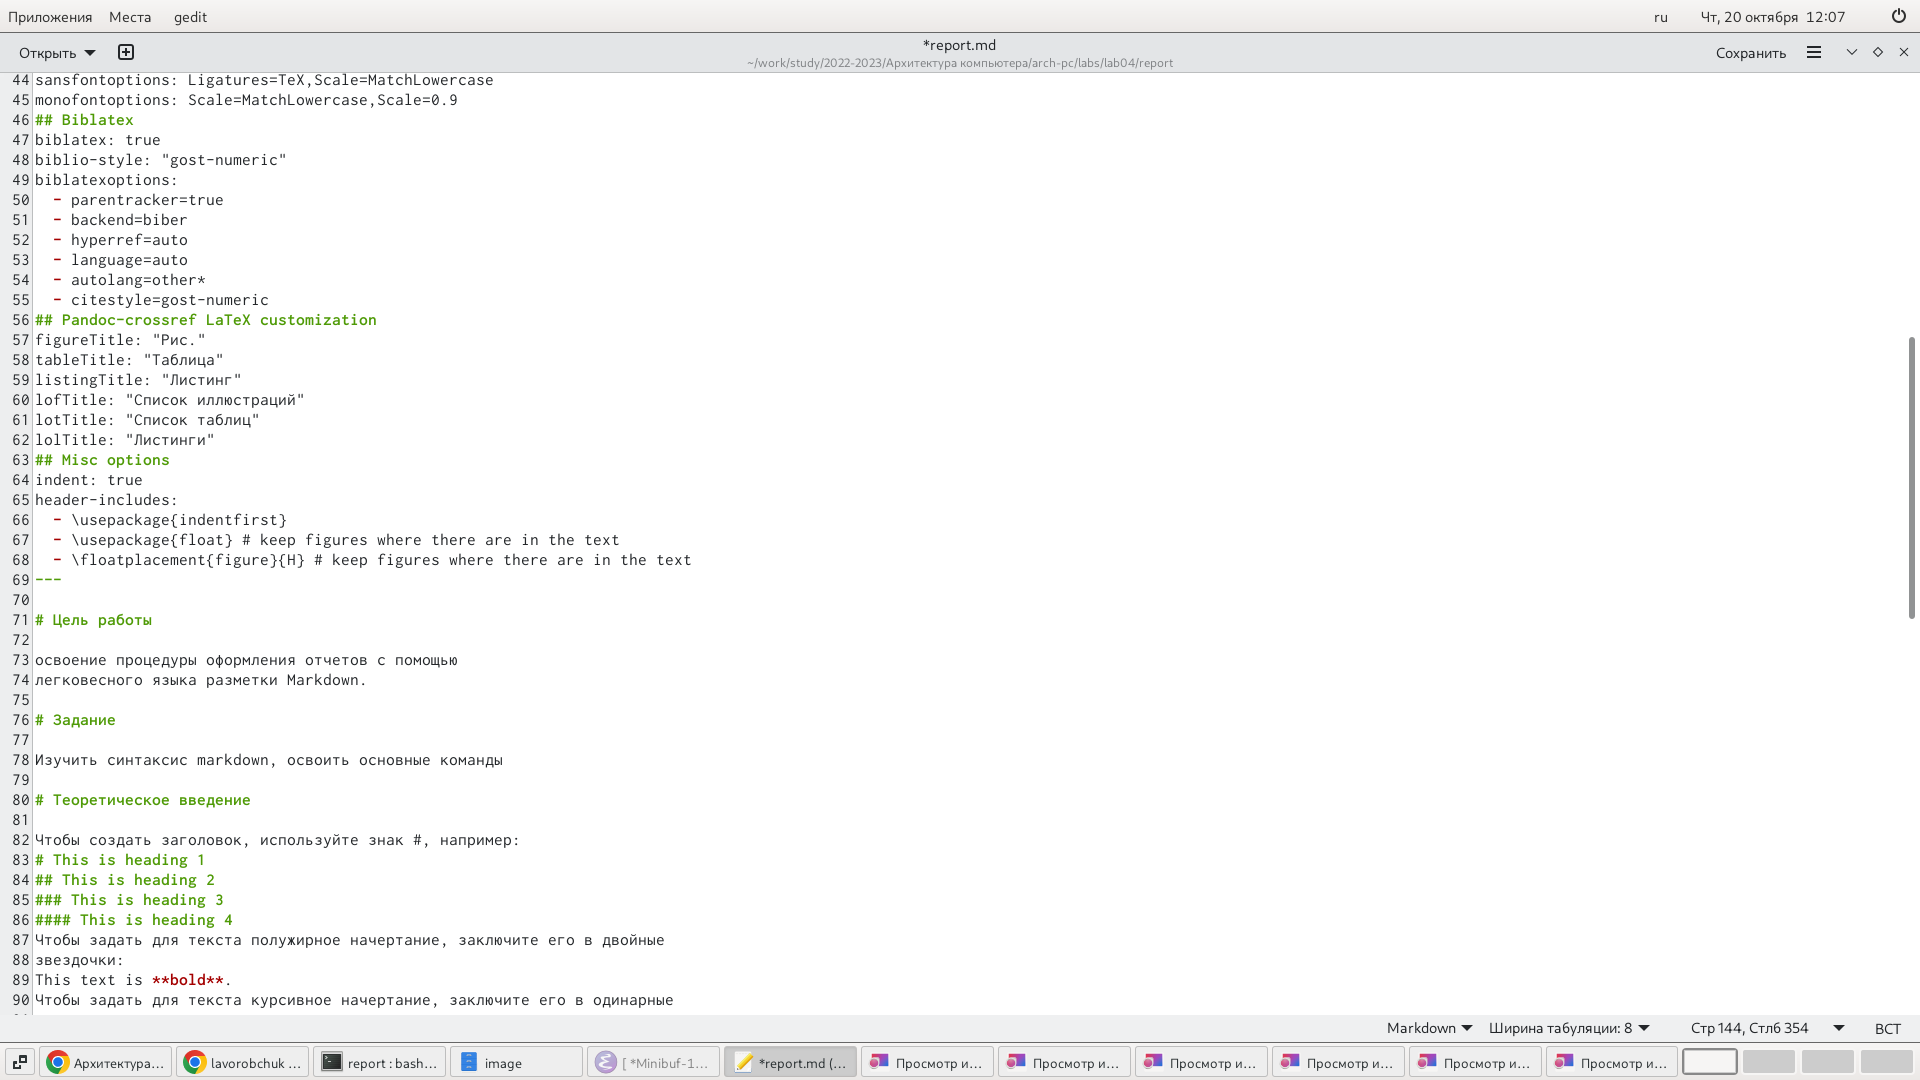 Приложения Места gedit ru Чт, 20 октября 12:07
Открыть *report.md Сохранить
~/work/study/2022-2023/Архитектура компьютера/arch-pc/labs/lab04/report
44 sansfontoptions: Ligatures=TeX,Scale=MatchLowercase
45 monofontoptions: Scale=MatchLowercase,Scale=0.9
46 ## Biblatex
47 biblatex: true
48 biblio-style: "gost-numeric"
49 biblatexoptions:
50   - parentracker=true
51   - backend=biber
52   - hyperref=auto
53   - language=auto
54   - autolang=other*
55   - citestyle=gost-numeric
56 ## Pandoc-crossref LaTeX customization
57 figureTitle: "Рис."
58 tableTitle: "Таблица"
59 listingTitle: "Листинг"
60 lofTitle: "Список иллюстраций"
61 lotTitle: "Список таблиц"
62 lolTitle: "Листинги"
63 ## Misc options
64 indent: true
65 header-includes:
66   - \usepackage{indentfirst}
67   - \usepackage{float} # keep figures where there are in the text
68   - \floatplacement{figure}{H} # keep figures where there are in the text
69 ---
70
71 # Цель работы
72
73 освоение процедуры оформления отчетов с помощью
74 легковесного языка разметки Markdown.
75
76 # Задание
77
78 Изучить синтаксис markdown, освоить основные команды
79
80 # Теоретическое введение
81
82 Чтобы создать заголовок, используйте знак #, например:
83 # This is heading 1
84 ## This is heading 2
85 ### This is heading 3
86 #### This is heading 4
87 Чтобы задать для текста полужирное начертание, заключите его в двойные
88 звездочки:
89 This text is **bold**.
90 Чтобы задать для текста курсивное начертание, заключите его в одинарные
Markdown Ширина табуляции: 8 Стр 144, Стлб 354 ВСТ
Архитектура… lavorobchuk … report : bash… image [ *Minibuf-1… *report.md (… Просмотр и… Просмотр и… Просмотр и… Просмотр и… Просмотр и… Просмотр и…